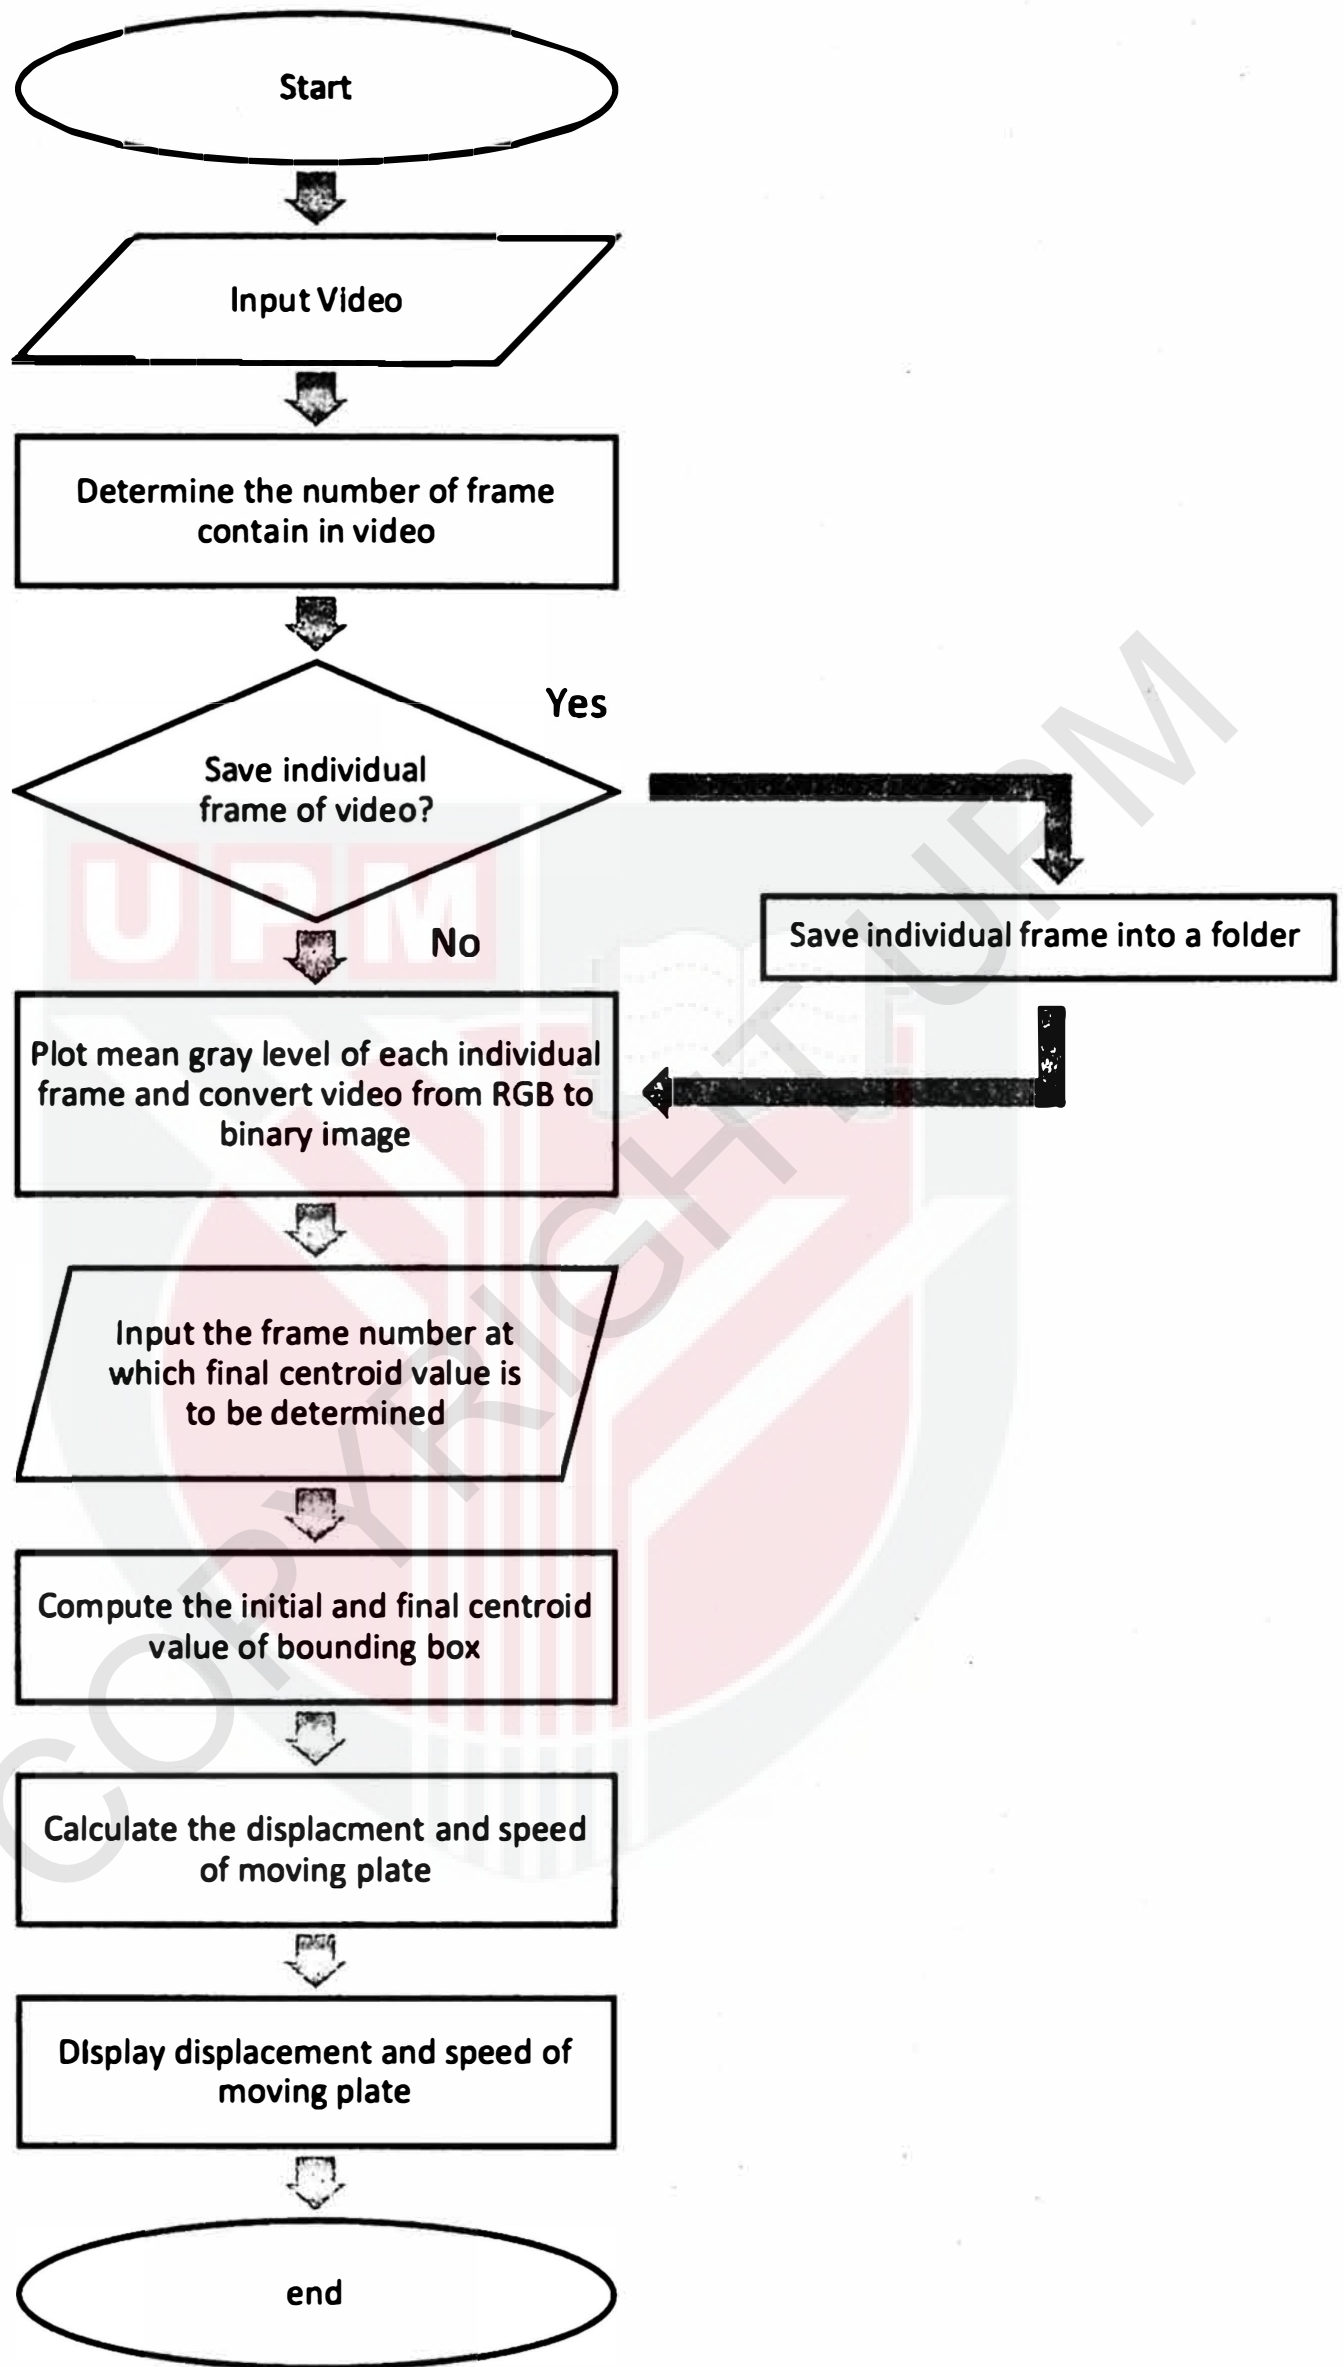 Start
Input Video
Determine the number of frame
contain in video
Yes
Save individual
frame of video?
No
Save individual frame into a folder
Plot mean gray level of each individual
frame and convert video from RGB to
binary image
Input the frame number at
which final centroid value is
to be determined
Compute the initial and final centroid
value of bounding box
Calculate the displacment and speed
of moving plate
Display displacement and speed of
moving plate
end
UPM
COPYRIGHT UPM